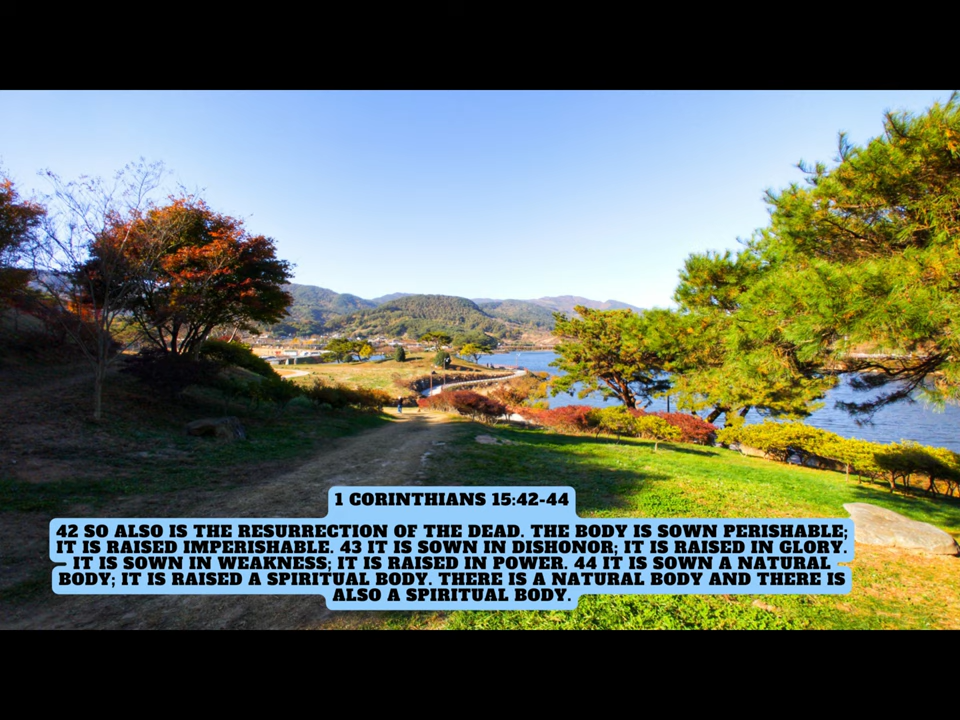 1 CORINTHIANS 15:42-44
42 SO ALSO IS THE RESURRECTION OF THE DEAD. THE BODY IS SOWN PERISHABLE;
IT IS RAISED IMPERISHABLE. 43 IT IS SOWN IN DISHONOR; IT IS RAISED IN GLORY.
IT IS SOWN IN WEAKNESS; IT IS RAISED IN POWER. 44 IT IS SOWN A NATURAL
BODY; IT IS RAISED A SPIRITUAL BODY. THERE IS A NATURAL BODY AND THERE IS
ALSO A SPIRITUAL BODY.